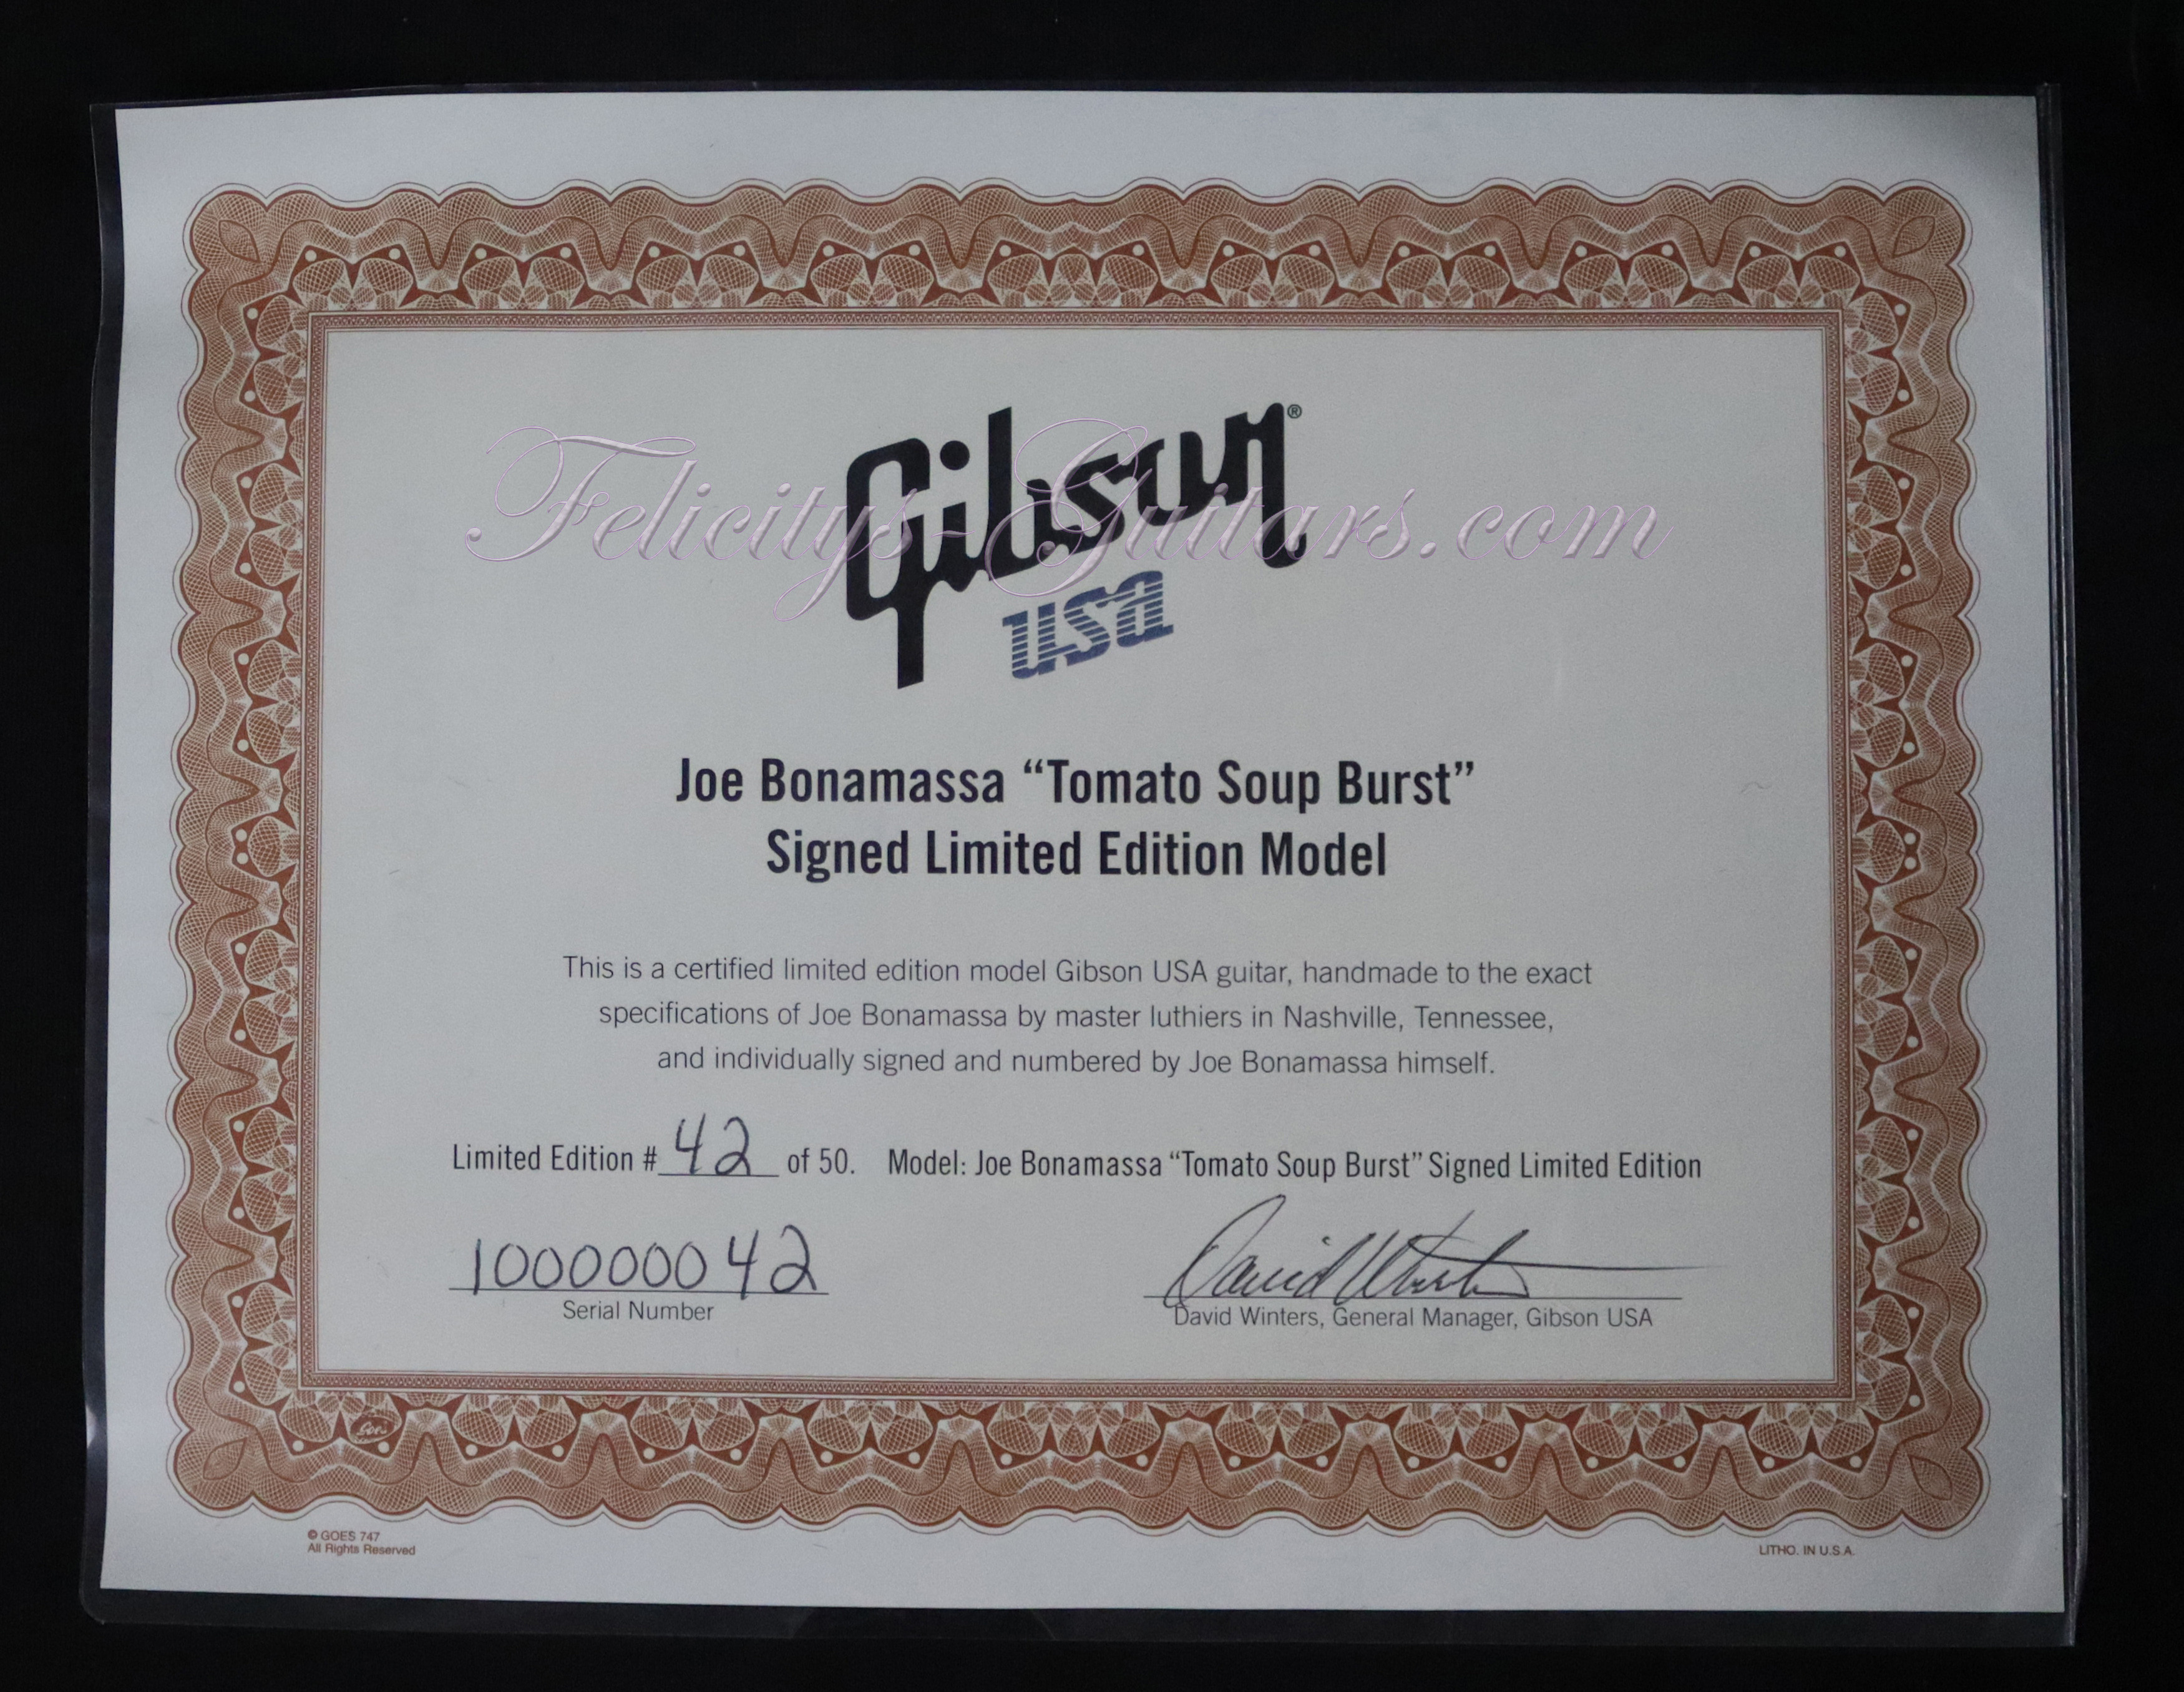 Gibson®
Felicitys-Guitars.com
USA
Joe Bonamassa “Tomato Soup Burst”
Signed Limited Edition Model
This is a certified limited edition model Gibson USA guitar, handmade to the exact
specifications of Joe Bonamassa by master luthiers in Nashville, Tennessee,
and individually signed and numbered by Joe Bonamassa himself.
Limited Edition # 42 of 50. Model: Joe Bonamassa “Tomato Soup Burst” Signed Limited Edition
100000042
Serial Number
David Winters
David Winters, General Manager, Gibson USA
Goes
© GOES 747
All Rights Reserved
LITHO. IN U.S.A.